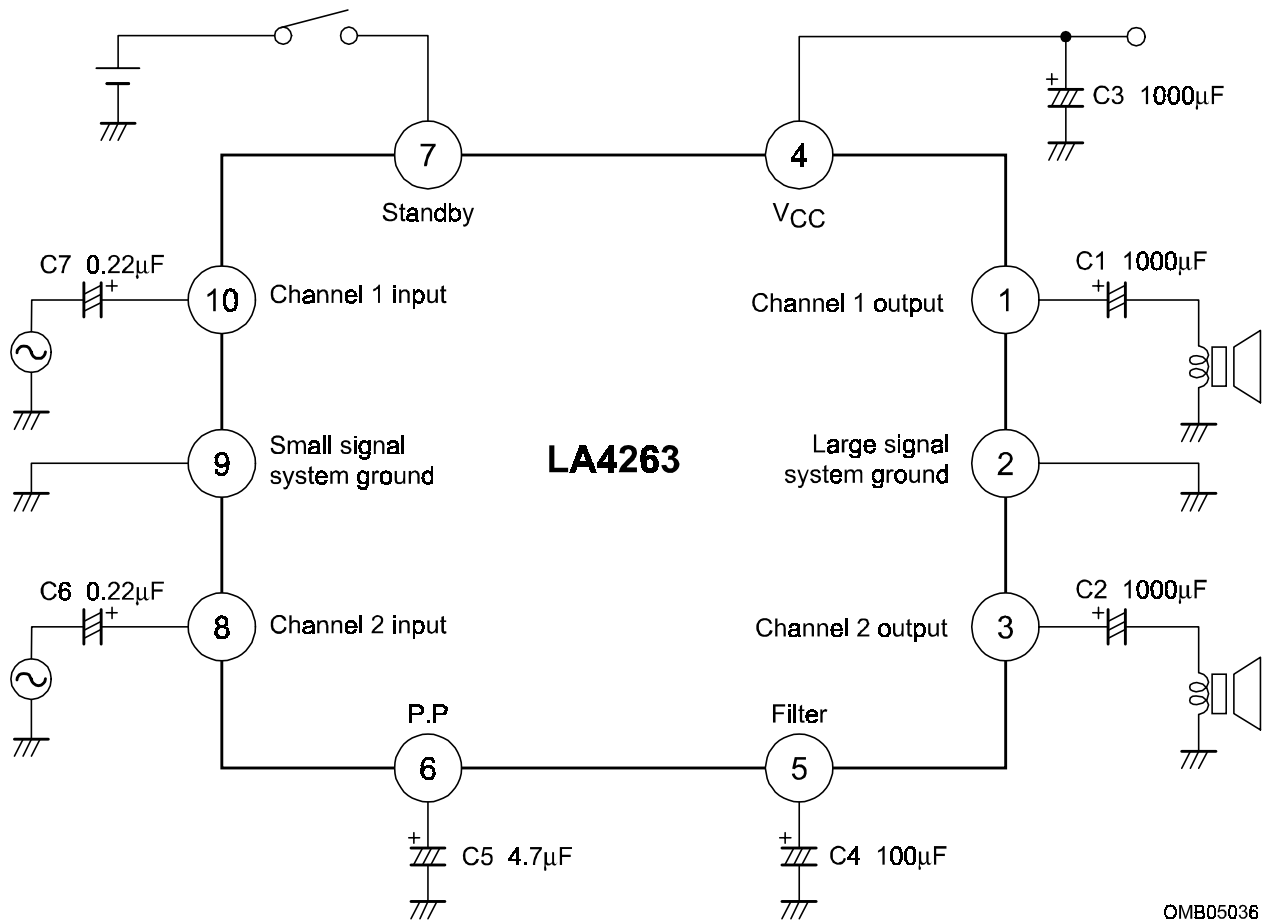 C3 1000µF
7
4
Standby
VCC
C7 0.22µF
C1 1000µF
+
+
+
10
Channel 1 input
Channel 1 output
1
9
Small signal
system ground
LA4263
Large signal
system ground
2
C6 0.22µF
C2 1000µF
+
+
8
Channel 2 input
Channel 2 output
3
P.P
Filter
6
5
+
C5 4.7µF
+
C4 100µF
OMB05036